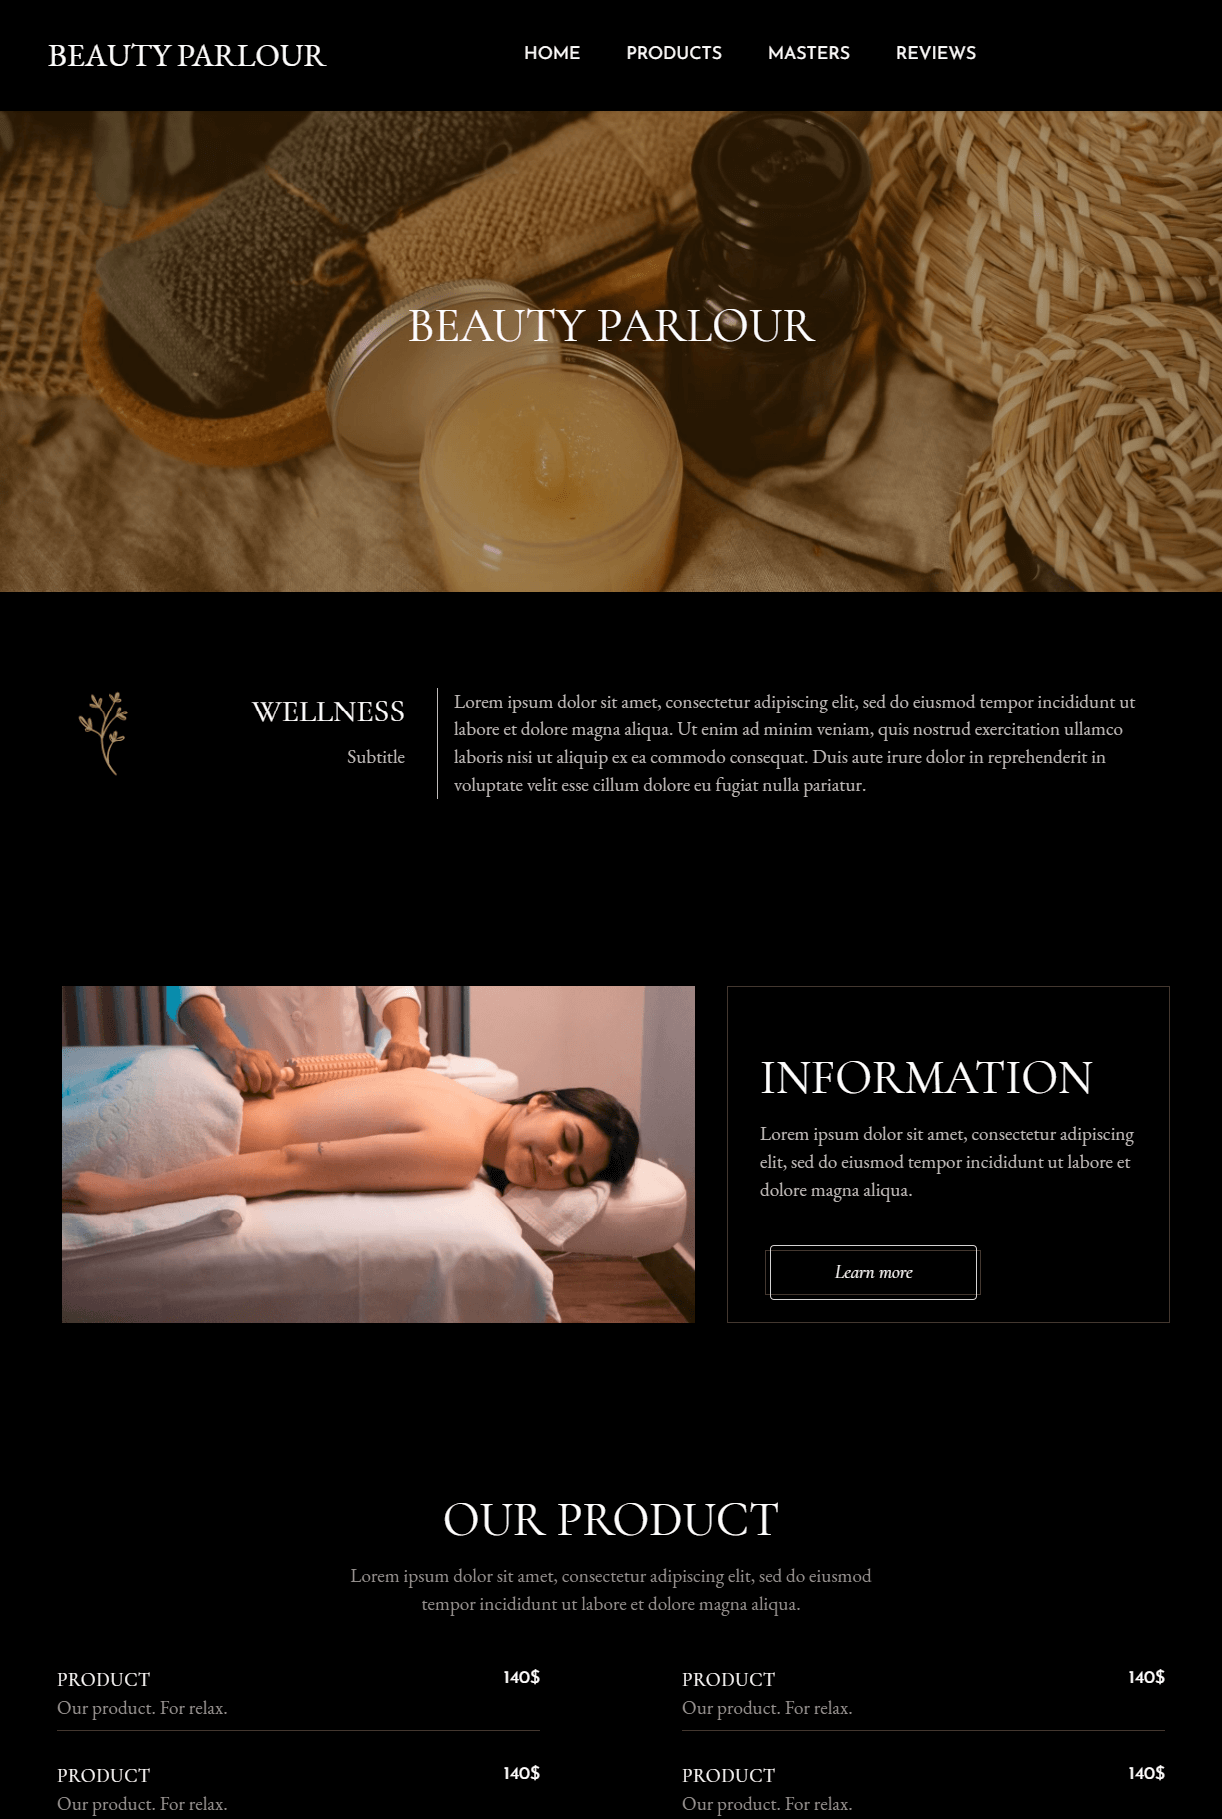 BEAUTY PARLOUR
HOME PRODUCTS MASTERS REVIEWS
BEAUTY PARLOUR
WELLNESS
Subtitle
Lorem ipsum dolor sit amet, consectetur adipiscing elit, sed do eiusmod tempor incididunt ut
labore et dolore magna aliqua. Ut enim ad minim veniam, quis nostrud exercitation ullamco
laboris nisi ut aliquip ex ea commodo consequat. Duis aute irure dolor in reprehenderit in
voluptate velit esse cillum dolore eu fugiat nulla pariatur.
INFORMATION
Lorem ipsum dolor sit amet, consectetur adipiscing
elit, sed do eiusmod tempor incididunt ut labore et
dolore magna aliqua.
Learn more
OUR PRODUCT
Lorem ipsum dolor sit amet, consectetur adipiscing elit, sed do eiusmod
tempor incididunt ut labore et dolore magna aliqua.
PRODUCT 140$
Our product. For relax.
PRODUCT 140$
Our product. For relax.
PRODUCT 140$
Our product. For relax.
PRODUCT 140$
Our product. For relax.